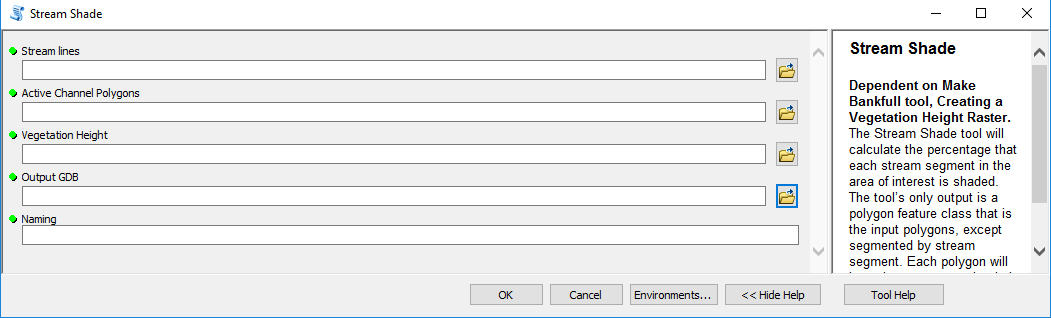 Stream Shade
Stream lines
Active Channel Polygons
Vegetation Height
Output GDB
Naming
OK
Cancel
Environments...
<< Hide Help
Tool Help
Stream Shade
Dependent on Make
Bankfull tool, Creating a
Vegetation Height Raster.
The Stream Shade tool will
calculate the percentage that
each stream segment in the
area of interest is shaded.
The tool's only output is a
polygon feature class that is
the input polygons, except
segmented by stream
segment. Each polygon will